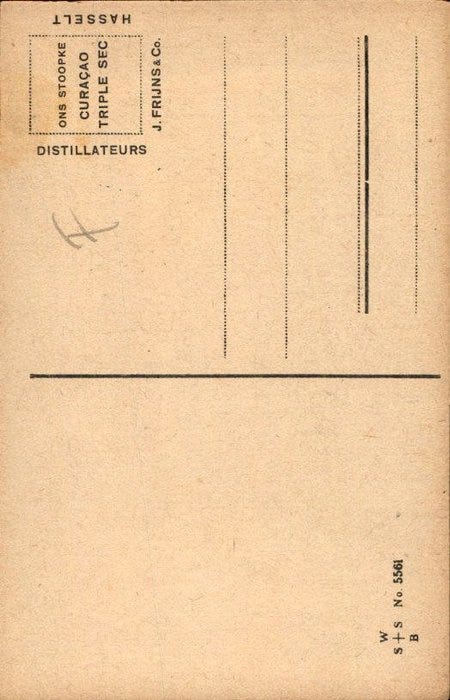 HASSELT
ONS STOOPKE
CURAÇAO
TRIPLE SEC
J. FRIJNS & Co.
DISTILLATEURS
W
S + S No. 5561
B